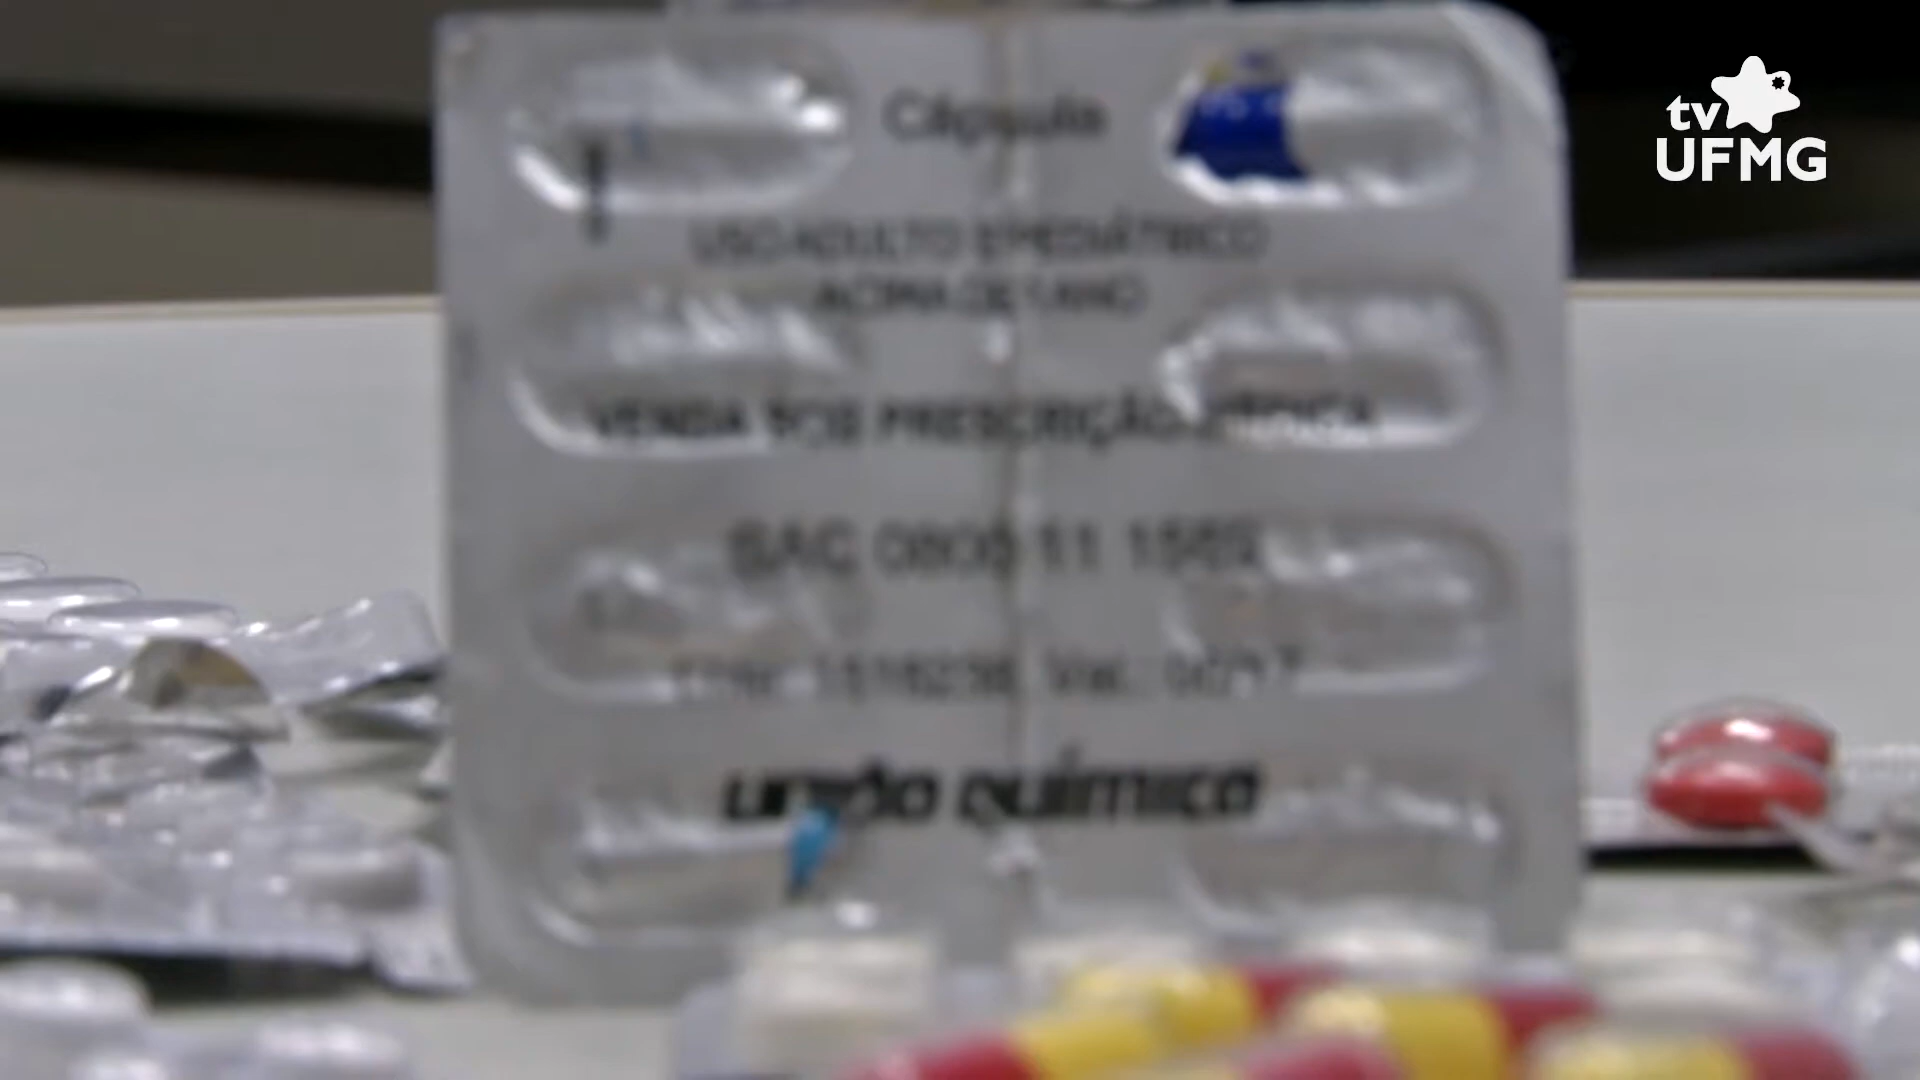 tv
UFMG
Cápsula
USO ADULTO E PEDIÁTRICO
ACIMA DE 1 ANO
VENDA SOB PRESCRIÇÃO MÉDICA
SAC 0800 11 1559
Val.:
união química